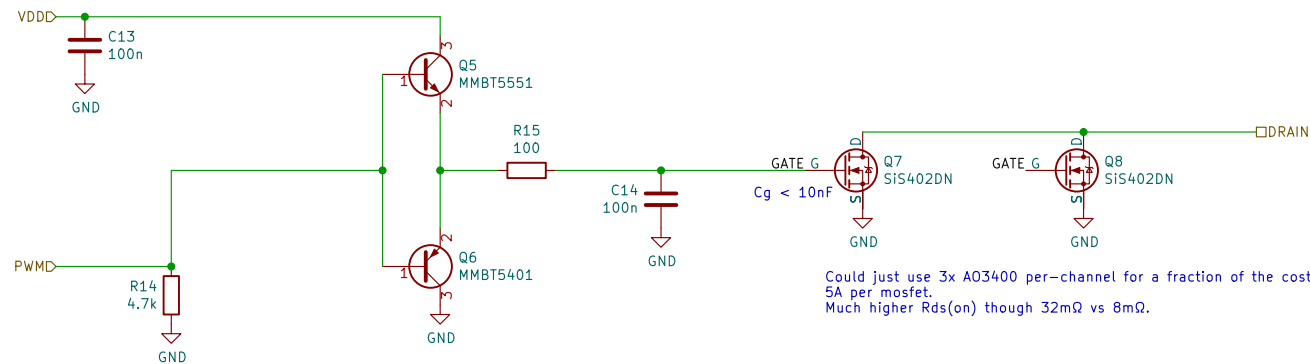 VDD
C13
100n
GND
3
Q5
MMBT5551
1
2
R15
100
DRAIN
D
GATE G
Q7
SiS402DN
S
GND
D
GATE G
Q8
SiS402DN
S
GND
C14
100n
GND
Cg < 10nF
PWM
R14
4.7k
GND
2
Q6
MMBT5401
1
3
GND
Could just use 3x AO3400 per-channel for a fraction of the cost
5A per mosfet.
Much higher Rds(on) though 32mΩ vs 8mΩ.